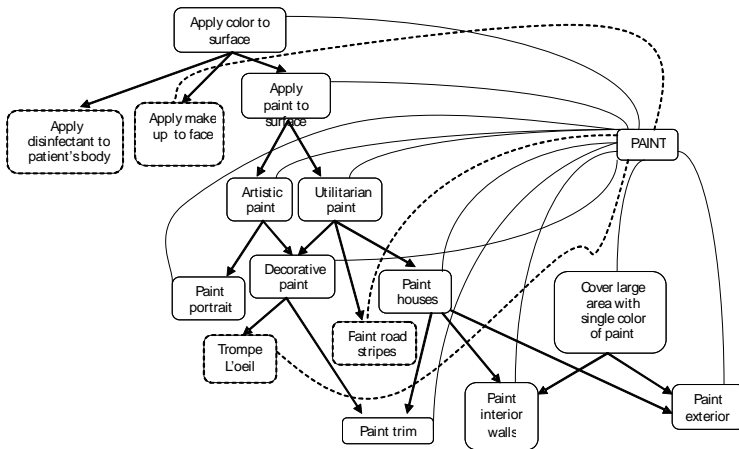 Apply color to
surface
Apply
disinfectant to
patient's body
Apply make
up to face
Apply
paint to
surface
PAINT
Artistic
paint
Utilitarian
paint
Paint
portrait
Decorative
paint
Paint
houses
Cover large
area with
single color
of paint
Trompe
L'oeil
Faint road
stripes
Paint trim
Paint
interior
walls
Paint
exterior